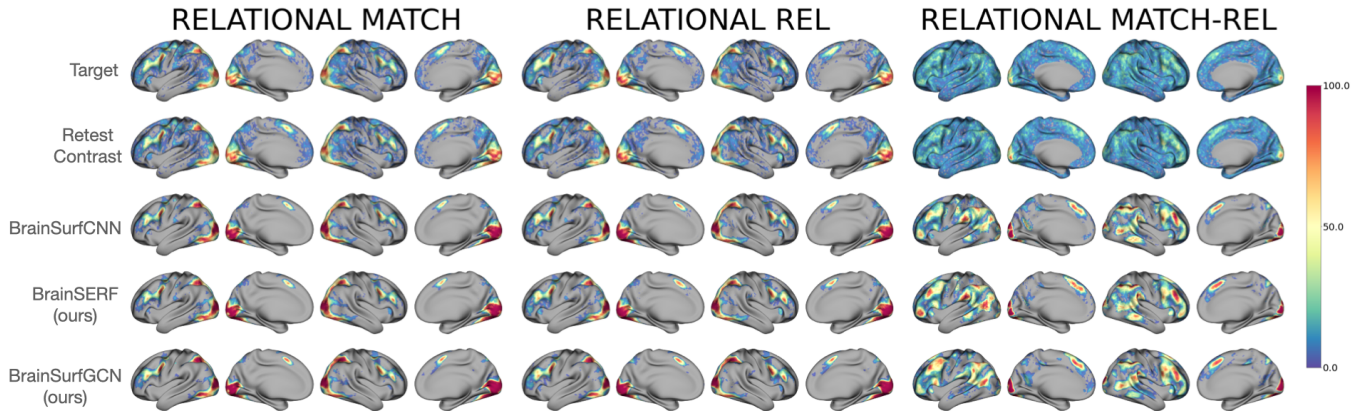 RELATIONAL MATCH
RELATIONAL REL
RELATIONAL MATCH-REL
Target
Retest
Contrast
BrainSurfCNN
BrainSERF
(ours)
BrainSurfGCN
(ours)
100.0
50.0
0.0